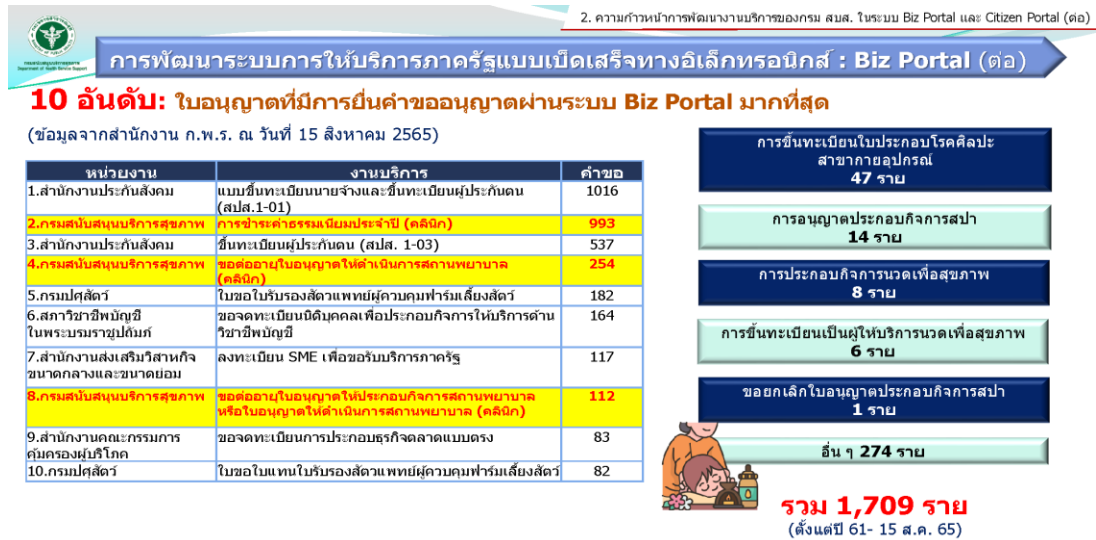 2. ความก้าวหน้าการพัฒนางานบริการของกรม สบส. ในระบบ Biz Portal และ Citizen Portal (ต่อ)
กรมสนับสนุนบริการสุขภาพ
Department of Health Service Support
การพัฒนาระบบการให้บริการภาครัฐแบบเบ็ดเสร็จทางอิเล็กทรอนิกส์ : Biz Portal (ต่อ)
10 อันดับ: ใบอนุญาตที่มีการยื่นคำขออนุญาตผ่านระบบ Biz Portal มากที่สุด
(ข้อมูลจากสำนักงาน ก.พ.ร. ณ วันที่ 15 สิงหาคม 2565)
หน่วยงาน งานบริการ คำขอ
1.สำนักงานประกันสังคม แบบขึ้นทะเบียนนายจ้างและขึ้นทะเบียนผู้ประกันตน 1016
(สปส.1-01)
2.กรมสนับสนุนบริการสุขภาพ การชำระค่าธรรมเนียมประจำปี (คลินิก) 993
3.สำนักงานประกันสังคม ขึ้นทะเบียนผู้ประกันตน (สปส. 1-03) 537
4.กรมสนับสนุนบริการสุขภาพ ขอต่ออายุใบอนุญาตให้ดำเนินการสถานพยาบาล 254
(คลินิก)
5.กรมปศุสัตว์ ใบขอใบรับรองสัตวแพทย์ผู้ควบคุมฟาร์มเลี้ยงสัตว์ 182
6.สภาวิชาชีพบัญชี ขอจดทะเบียนนิติบุคคลเพื่อประกอบกิจการให้บริการด้าน 164
ในพระบรมราชูปถัมภ์ วิชาชีพบัญชี
7.สำนักงานส่งเสริมวิสาหกิจ ลงทะเบียน SME เพื่อขอรับบริการภาครัฐ 117
ขนาดกลางและขนาดย่อม
8.กรมสนับสนุนบริการสุขภาพ ขอต่ออายุใบอนุญาตให้ประกอบกิจการสถานพยาบาล 112
หรือใบอนุญาตให้ดำเนินการสถานพยาบาล (คลินิก)
9.สำนักงานคณะกรรมการ ขอจดทะเบียนการประกอบธุรกิจตลาดแบบตรง 83
คุ้มครองผู้บริโภค
10.กรมปศุสัตว์ ใบขอใบแทนใบรับรองสัตวแพทย์ผู้ควบคุมฟาร์มเลี้ยงสัตว์ 82
การขึ้นทะเบียนใบประกอบโรคศิลปะ
สาขากายอุปกรณ์
47 ราย
การอนุญาตประกอบกิจการสปา
14 ราย
การประกอบกิจการนวดเพื่อสุขภาพ
8 ราย
การขึ้นทะเบียนเป็นผู้ให้บริการนวดเพื่อสุขภาพ
6 ราย
ขอยกเลิกใบอนุญาตประกอบกิจการสปา
1 ราย
อื่น ๆ 274 ราย
รวม 1,709 ราย
(ตั้งแต่ปี 61- 15 ส.ค. 65)